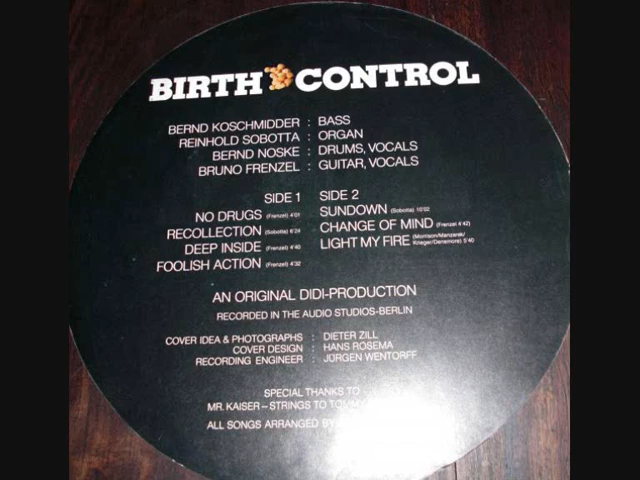 BIRTH CONTROL
BERND KOSCHMIDDER : BASS
REINHOLD SOBOTTA : ORGAN
BERND NOSKE : DRUMS, VOCALS
BRUNO FRENZEL : GUITAR, VOCALS
SIDE 1
NO DRUGS (Frenzel) 4'01
RECOLLECTION (Sobotta) 6'24
DEEP INSIDE (Frenzel) 4'40
FOOLISH ACTION (Frenzel) 4'32
SIDE 2
SUNDOWN (Sobotta) 10'02
CHANGE OF MIND (Frenzel 4'42)
LIGHT MY FIRE (Morrison/Manzarek/
Krieger/Densmore) 5'40
AN ORIGINAL DIDI-PRODUCTION
RECORDED IN THE AUDIO STUDIOS-BERLIN
COVER IDEA & PHOTOGRAPHS : DIETER ZILL
COVER DESIGN : HANS ROSEMA
RECORDING ENGINEER : JÜRGEN WENTORFF
SPECIAL THANKS TO
MR. KAISER – STRINGS TO TOMMY
ALL SONGS ARRANGED BY